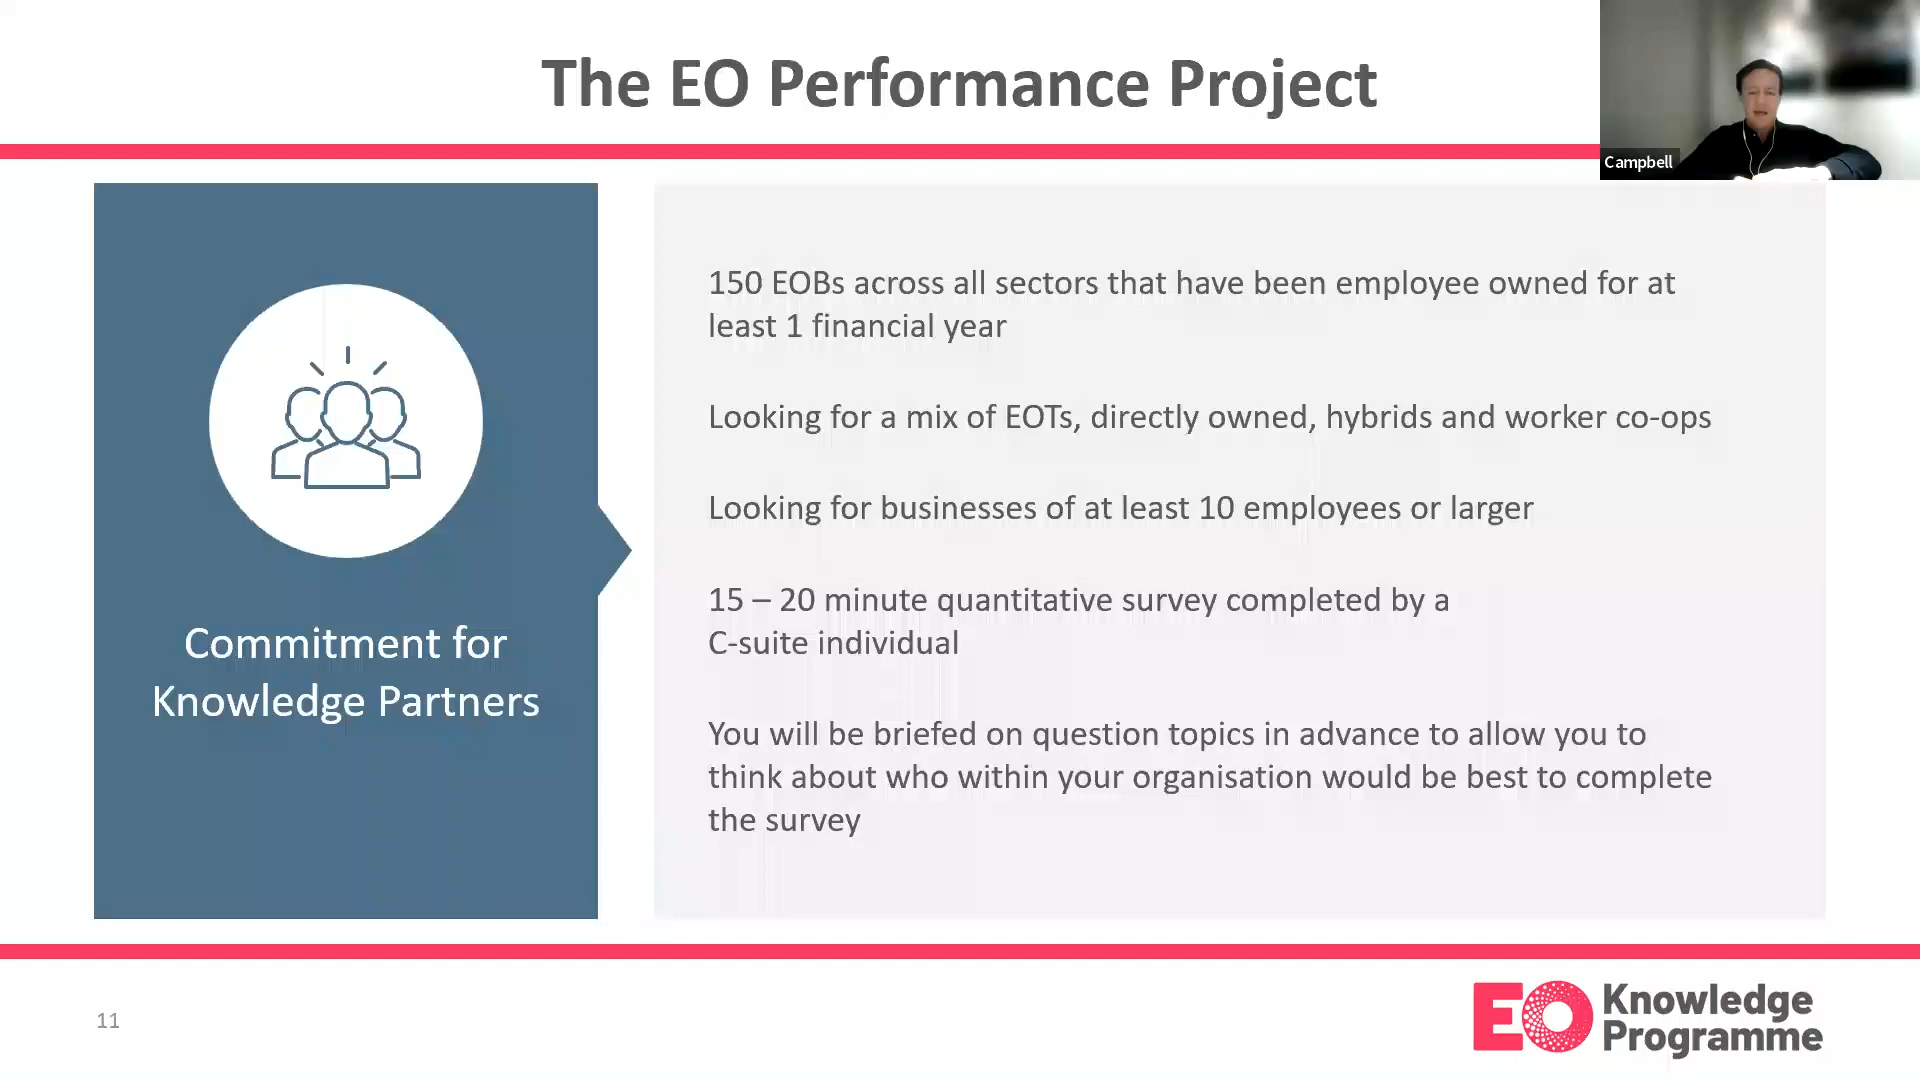 The EO Performance Project
Campbell
Commitment for
Knowledge Partners
150 EOBs across all sectors that have been employee owned for at
least 1 financial year
Looking for a mix of EOTs, directly owned, hybrids and worker co-ops
Looking for businesses of at least 10 employees or larger
15 – 20 minute quantitative survey completed by a
C-suite individual
You will be briefed on question topics in advance to allow you to
think about who within your organisation would be best to complete
the survey
11
EO Knowledge
Programme